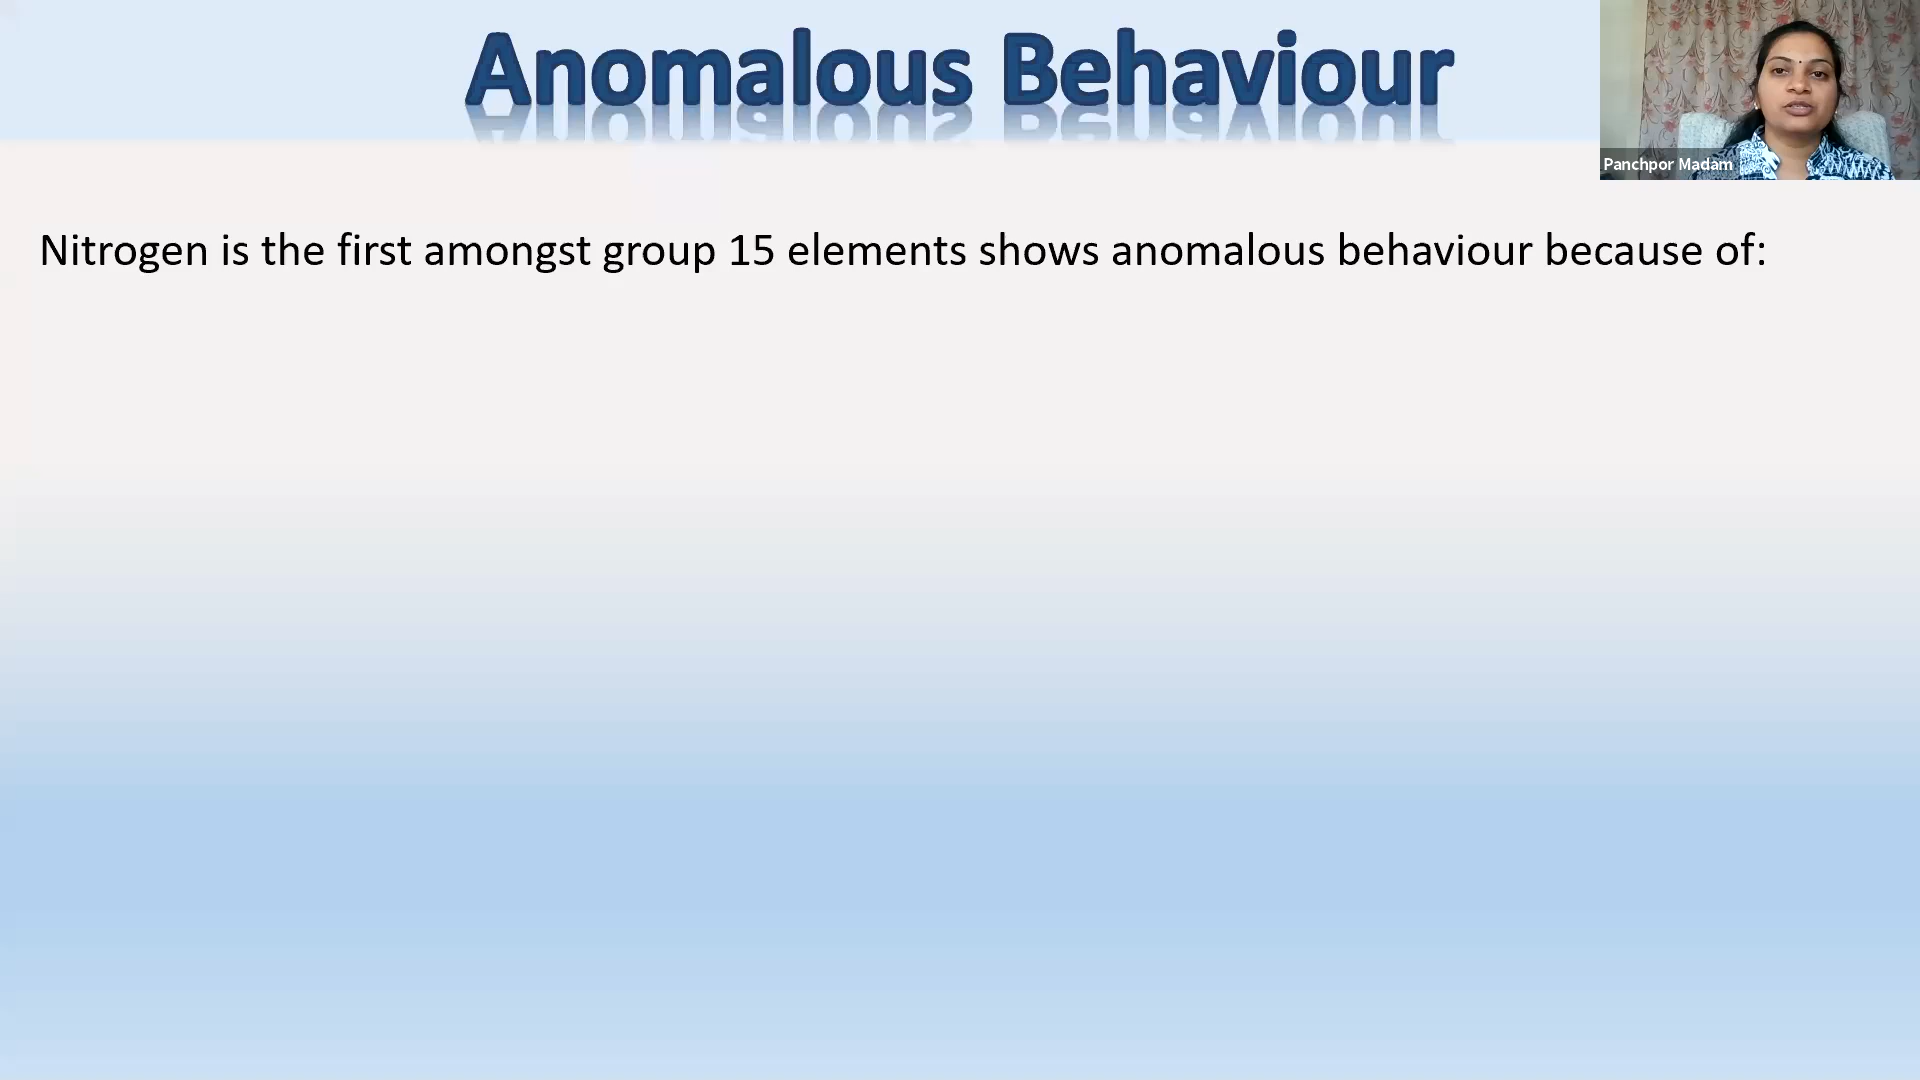 Anomalous Behaviour
Panchpor Madam
Nitrogen is the first amongst group 15 elements shows anomalous behaviour because of: